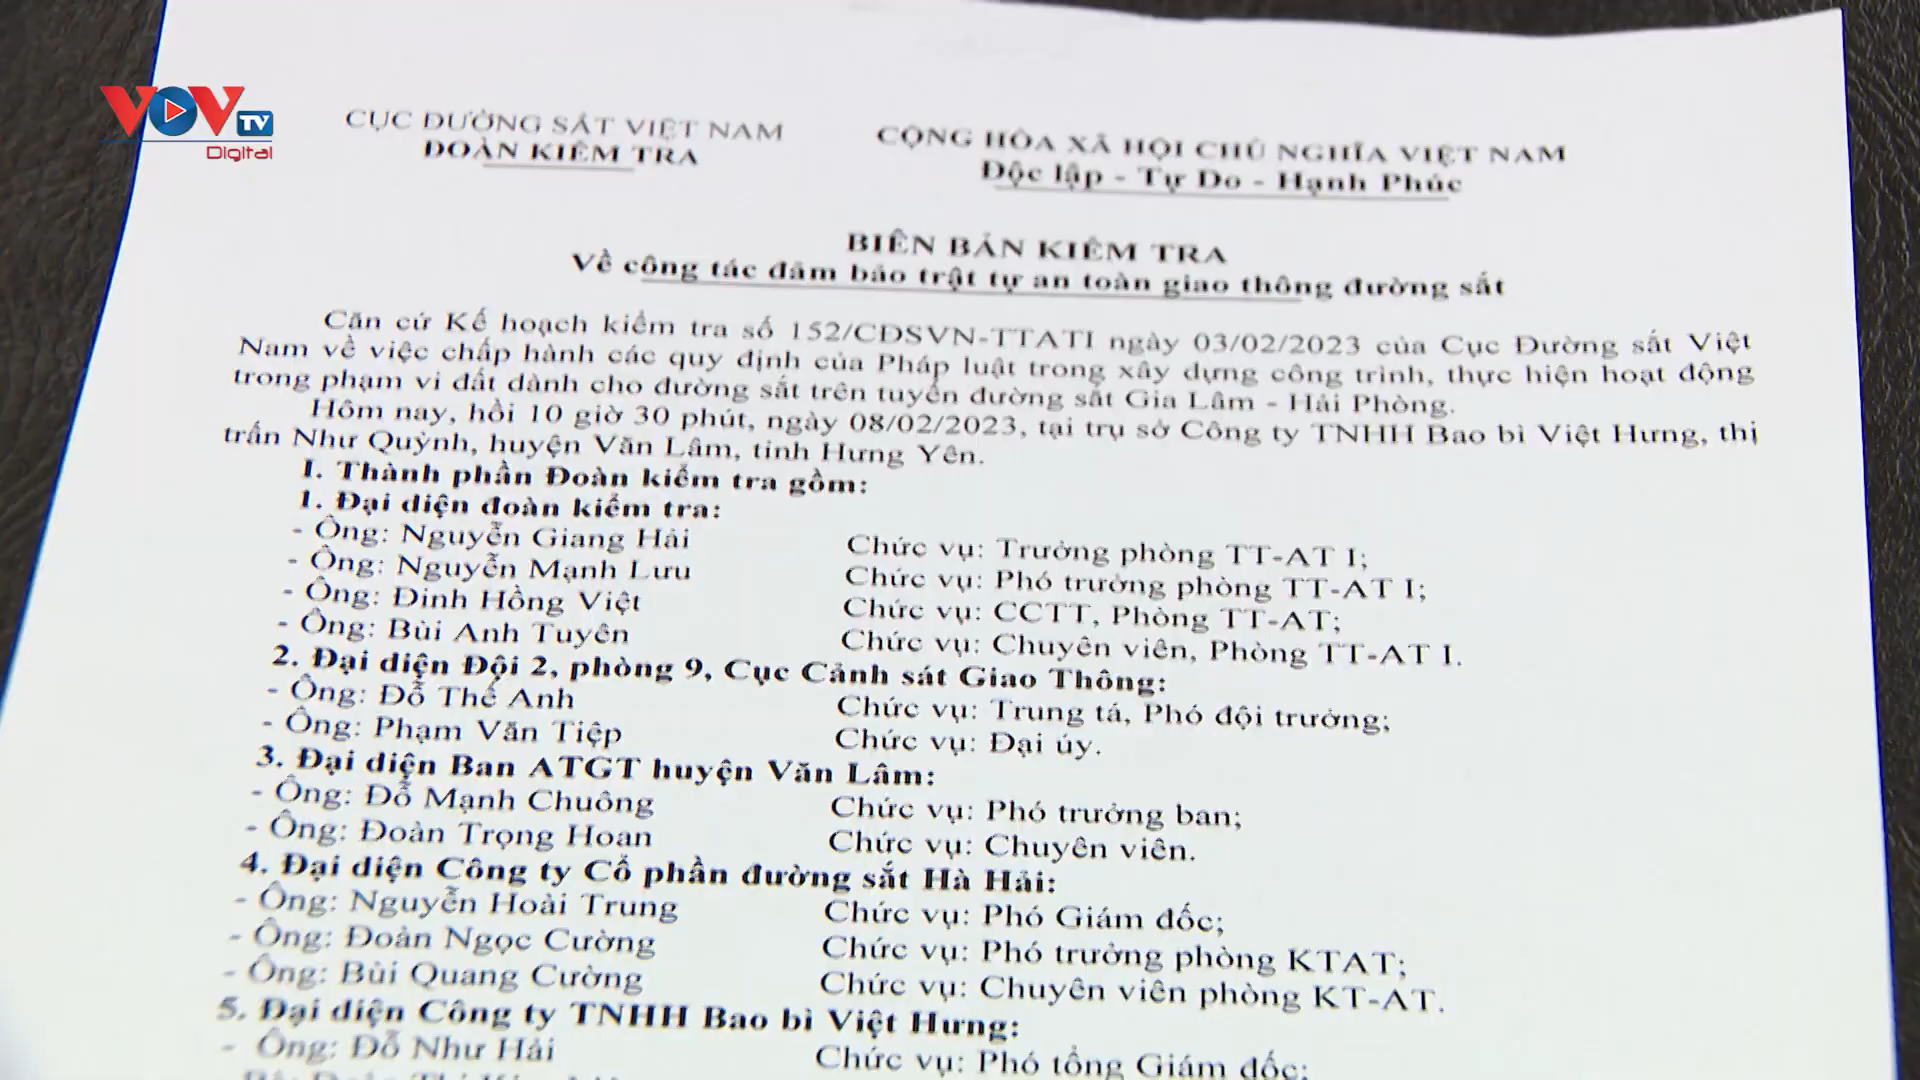 VOV TV
Digital
CỤC ĐƯỜNG SẮT VIỆT NAM
ĐOÀN KIỂM TRA
CỘNG HÒA XÃ HỘI CHỦ NGHĨA VIỆT NAM
Độc lập - Tự Do - Hạnh Phúc
BIÊN BẢN KIỂM TRA
Về công tác đảm bảo trật tự an toàn giao thông đường sắt
Căn cứ Kế hoạch kiểm tra số 152/CĐSVN-TTATI ngày 03/02/2023 của Cục Đường sắt Việt
Nam về việc chấp hành các quy định của Pháp luật trong xây dựng công trình, thực hiện hoạt động
trong phạm vi đất dành cho đường sắt trên tuyến đường sắt Gia Lâm - Hải Phòng.
Hôm nay, hồi 10 giờ 30 phút, ngày 08/02/2023, tại trụ sở Công ty TNHH Bao bì Việt Hưng, thị
trấn Như Quỳnh, huyện Văn Lâm, tỉnh Hưng Yên.
I. Thành phần Đoàn kiểm tra gồm:
1. Đại diện đoàn kiểm tra:
- Ông: Nguyễn Giang Hải Chức vụ: Trưởng phòng TT-AT I;
- Ông: Nguyễn Mạnh Lưu Chức vụ: Phó trưởng phòng TT-AT I;
- Ông: Đinh Hồng Việt Chức vụ: CCTT, Phòng TT-AT;
- Ông: Bùi Anh Tuyên Chức vụ: Chuyên viên, Phòng TT-AT I.
2. Đại diện Đội 2, phòng 9, Cục Cảnh sát Giao Thông:
- Ông: Đỗ Thế Anh Chức vụ: Trung tá, Phó đội trưởng;
- Ông: Phạm Văn Tiệp Chức vụ: Đại úy.
3. Đại diện Ban ATGT huyện Văn Lâm:
- Ông: Đỗ Mạnh Chuông Chức vụ: Phó trưởng ban;
- Ông: Đoàn Trọng Hoan Chức vụ: Chuyên viên.
4. Đại diện Công ty Cổ phần đường sắt Hà Hải:
- Ông: Nguyễn Hoài Trung Chức vụ: Phó Giám đốc;
- Ông: Đoàn Ngọc Cường Chức vụ: Phó trưởng phòng KTAT;
- Ông: Bùi Quang Cường Chức vụ: Chuyên viên phòng KT-AT.
5. Đại diện Công ty TNHH Bao bì Việt Hưng:
- Ông: Đỗ Như Hải Chức vụ: Phó tổng Giám đốc;